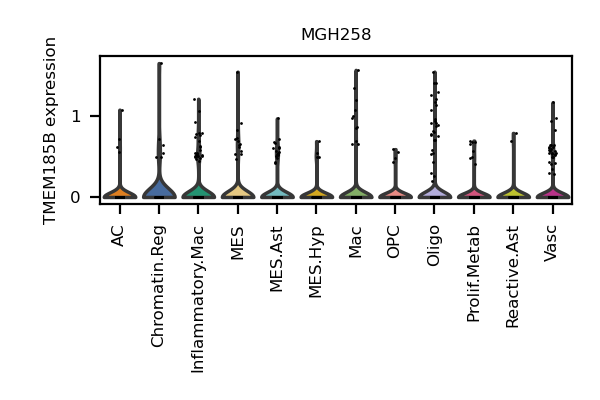 MGH258
TMEM185B expression
1
0
AC
Chromatin.Reg
Inflammatory.Mac
MES
MES.Ast
MES.Hyp
Mac
OPC
Oligo
Prolif.Metab
Reactive.Ast
Vasc